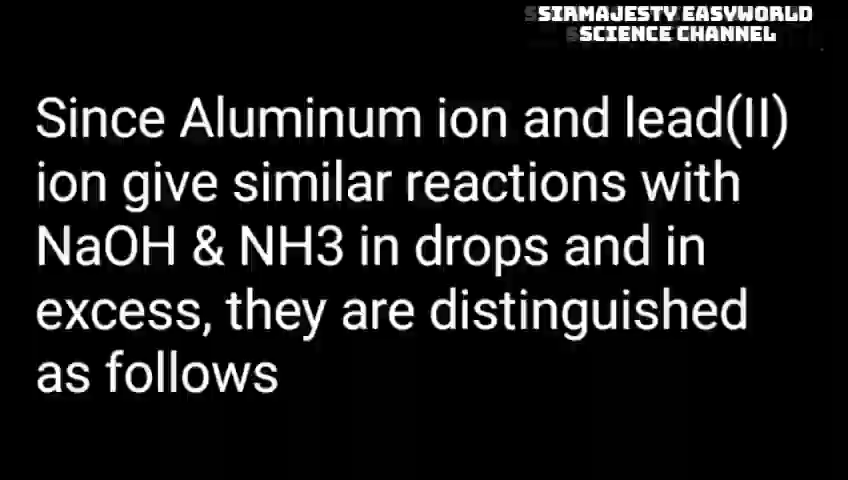 SIRMAJESTY EASYWORLD
SCIENCE CHANNEL
Since Aluminum ion and lead(II)
ion give similar reactions with
NaOH & NH3 in drops and in
excess, they are distinguished
as follows